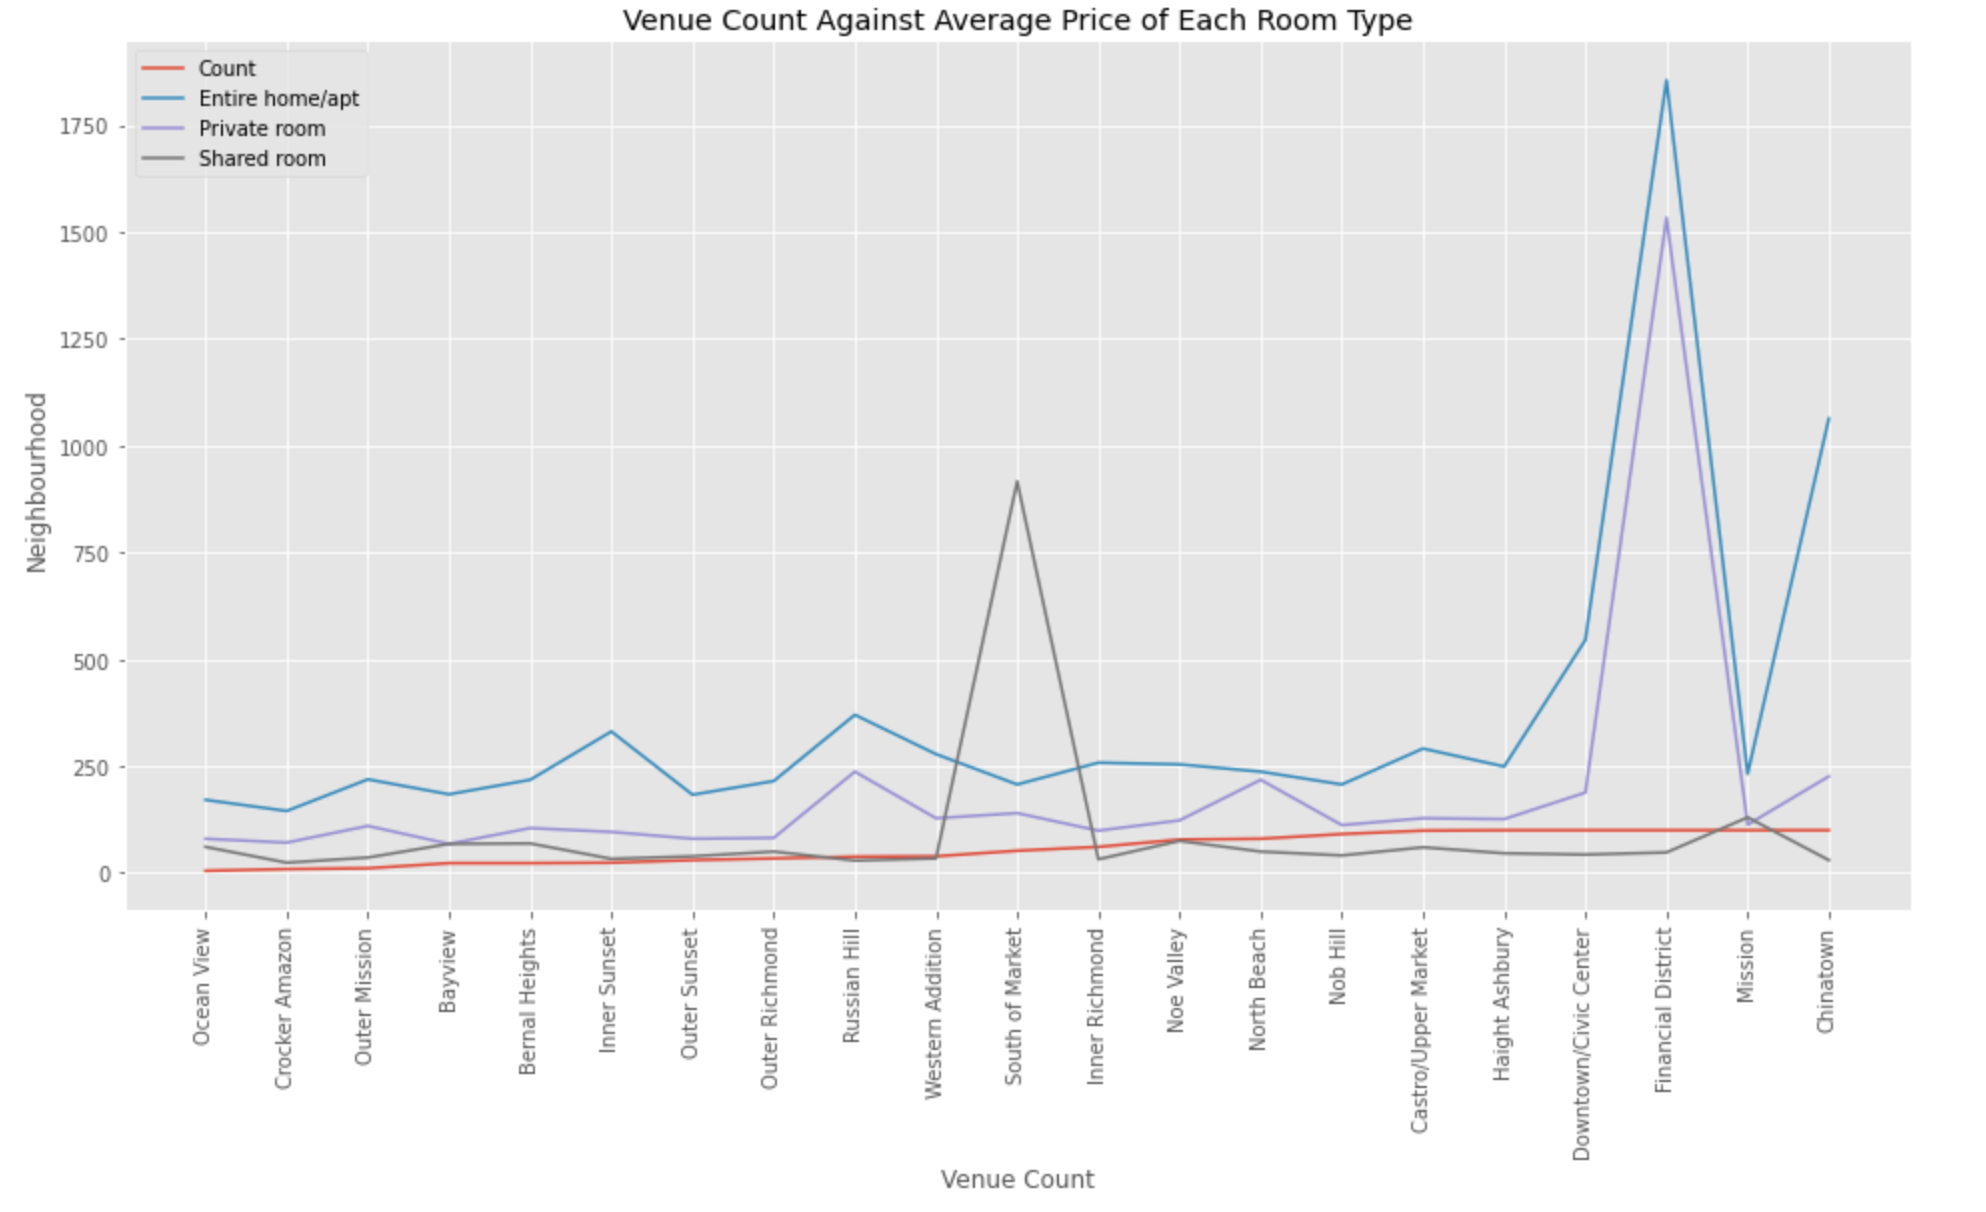 Venue Count Against Average Price of Each Room Type
Count
Entire home/apt
Private room
Shared room
1750
1500
1250
1000
750
500
250
0
Neighbourhood
Ocean View
Crocker Amazon
Outer Mission
Bayview
Bernal Heights
Inner Sunset
Outer Sunset
Outer Richmond
Russian Hill
Western Addition
South of Market
Inner Richmond
Noe Valley
North Beach
Nob Hill
Castro/Upper Market
Haight Ashbury
Downtown/Civic Center
Financial District
Mission
Chinatown
Venue Count